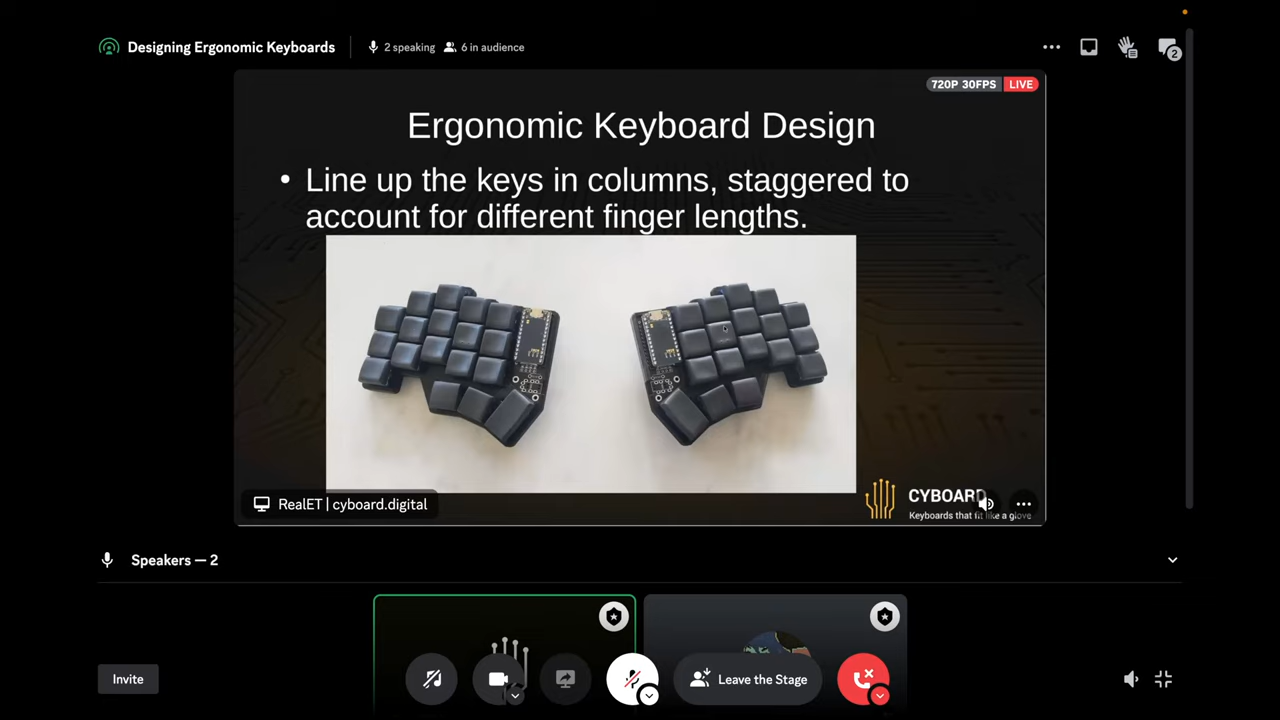 Designing Ergonomic Keyboards
2 speaking
6 in audience
2
720P 30FPS
LIVE
Ergonomic Keyboard Design
• Line up the keys in columns, staggered to
account for different finger lengths.
RealET | cyboard.digital
CYBOARD
Keyboards that fit like a glove
Speakers — 2
Leave the Stage
Invite